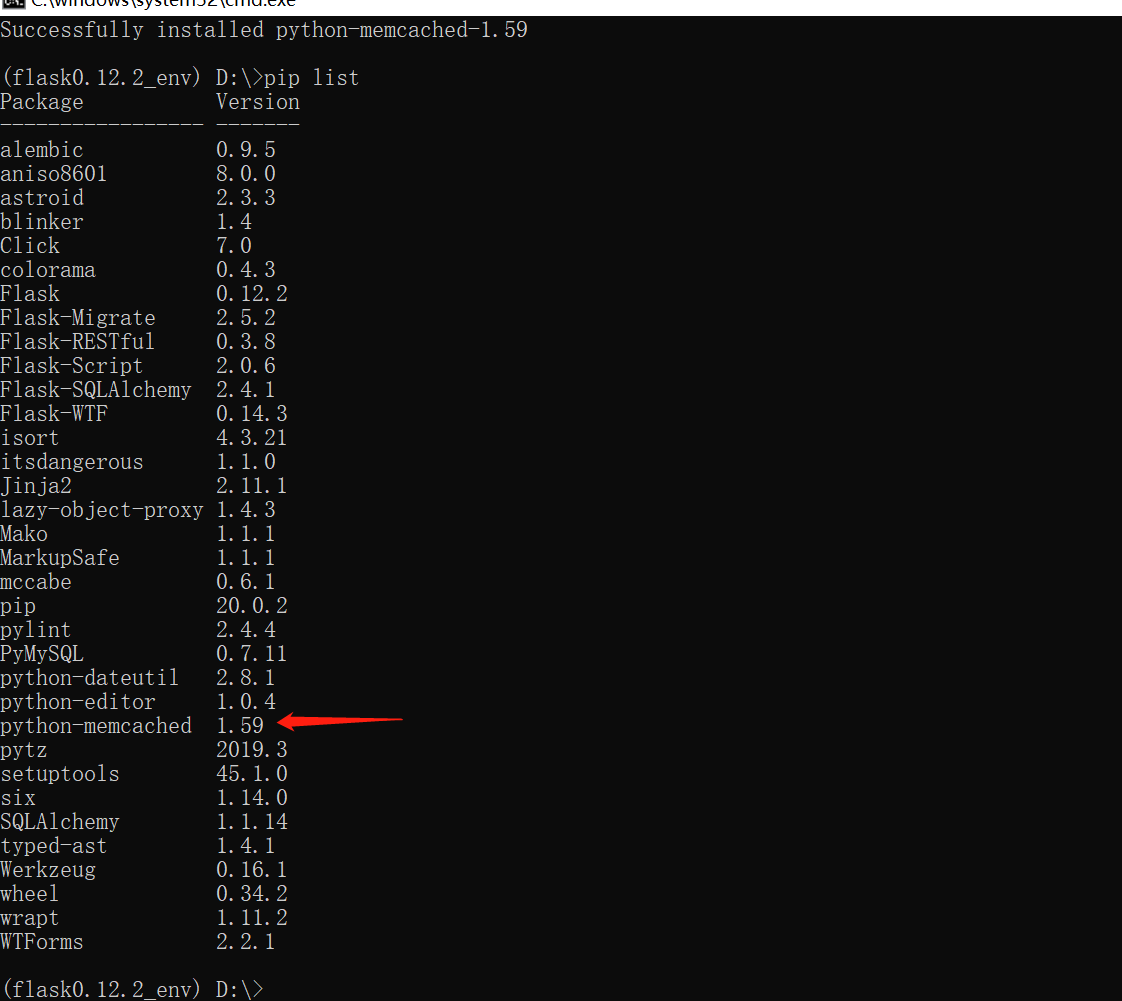 C:\windows\system32\cmd.exe
Successfully installed python-memcached-1.59
(flask0.12.2_env) D:\>pip list
Package Version
----------------- -------
alembic 0.9.5
aniso8601 8.0.0
astroid 2.3.3
blinker 1.4
Click 7.0
colorama 0.4.3
Flask 0.12.2
Flask-Migrate 2.5.2
Flask-RESTful 0.3.8
Flask-Script 2.0.6
Flask-SQLAlchemy 2.4.1
Flask-WTF 0.14.3
isort 4.3.21
itsdangerous 1.1.0
Jinja2 2.11.1
lazy-object-proxy 1.4.3
Mako 1.1.1
MarkupSafe 1.1.1
mccabe 0.6.1
pip 20.0.2
pylint 2.4.4
PyMySQL 0.7.11
python-dateutil 2.8.1
python-editor 1.0.4
python-memcached 1.59
pytz 2019.3
setuptools 45.1.0
six 1.14.0
SQLAlchemy 1.1.14
typed-ast 1.4.1
Werkzeug 0.16.1
wheel 0.34.2
wrapt 1.11.2
WTForms 2.2.1
(flask0.12.2_env) D:\>